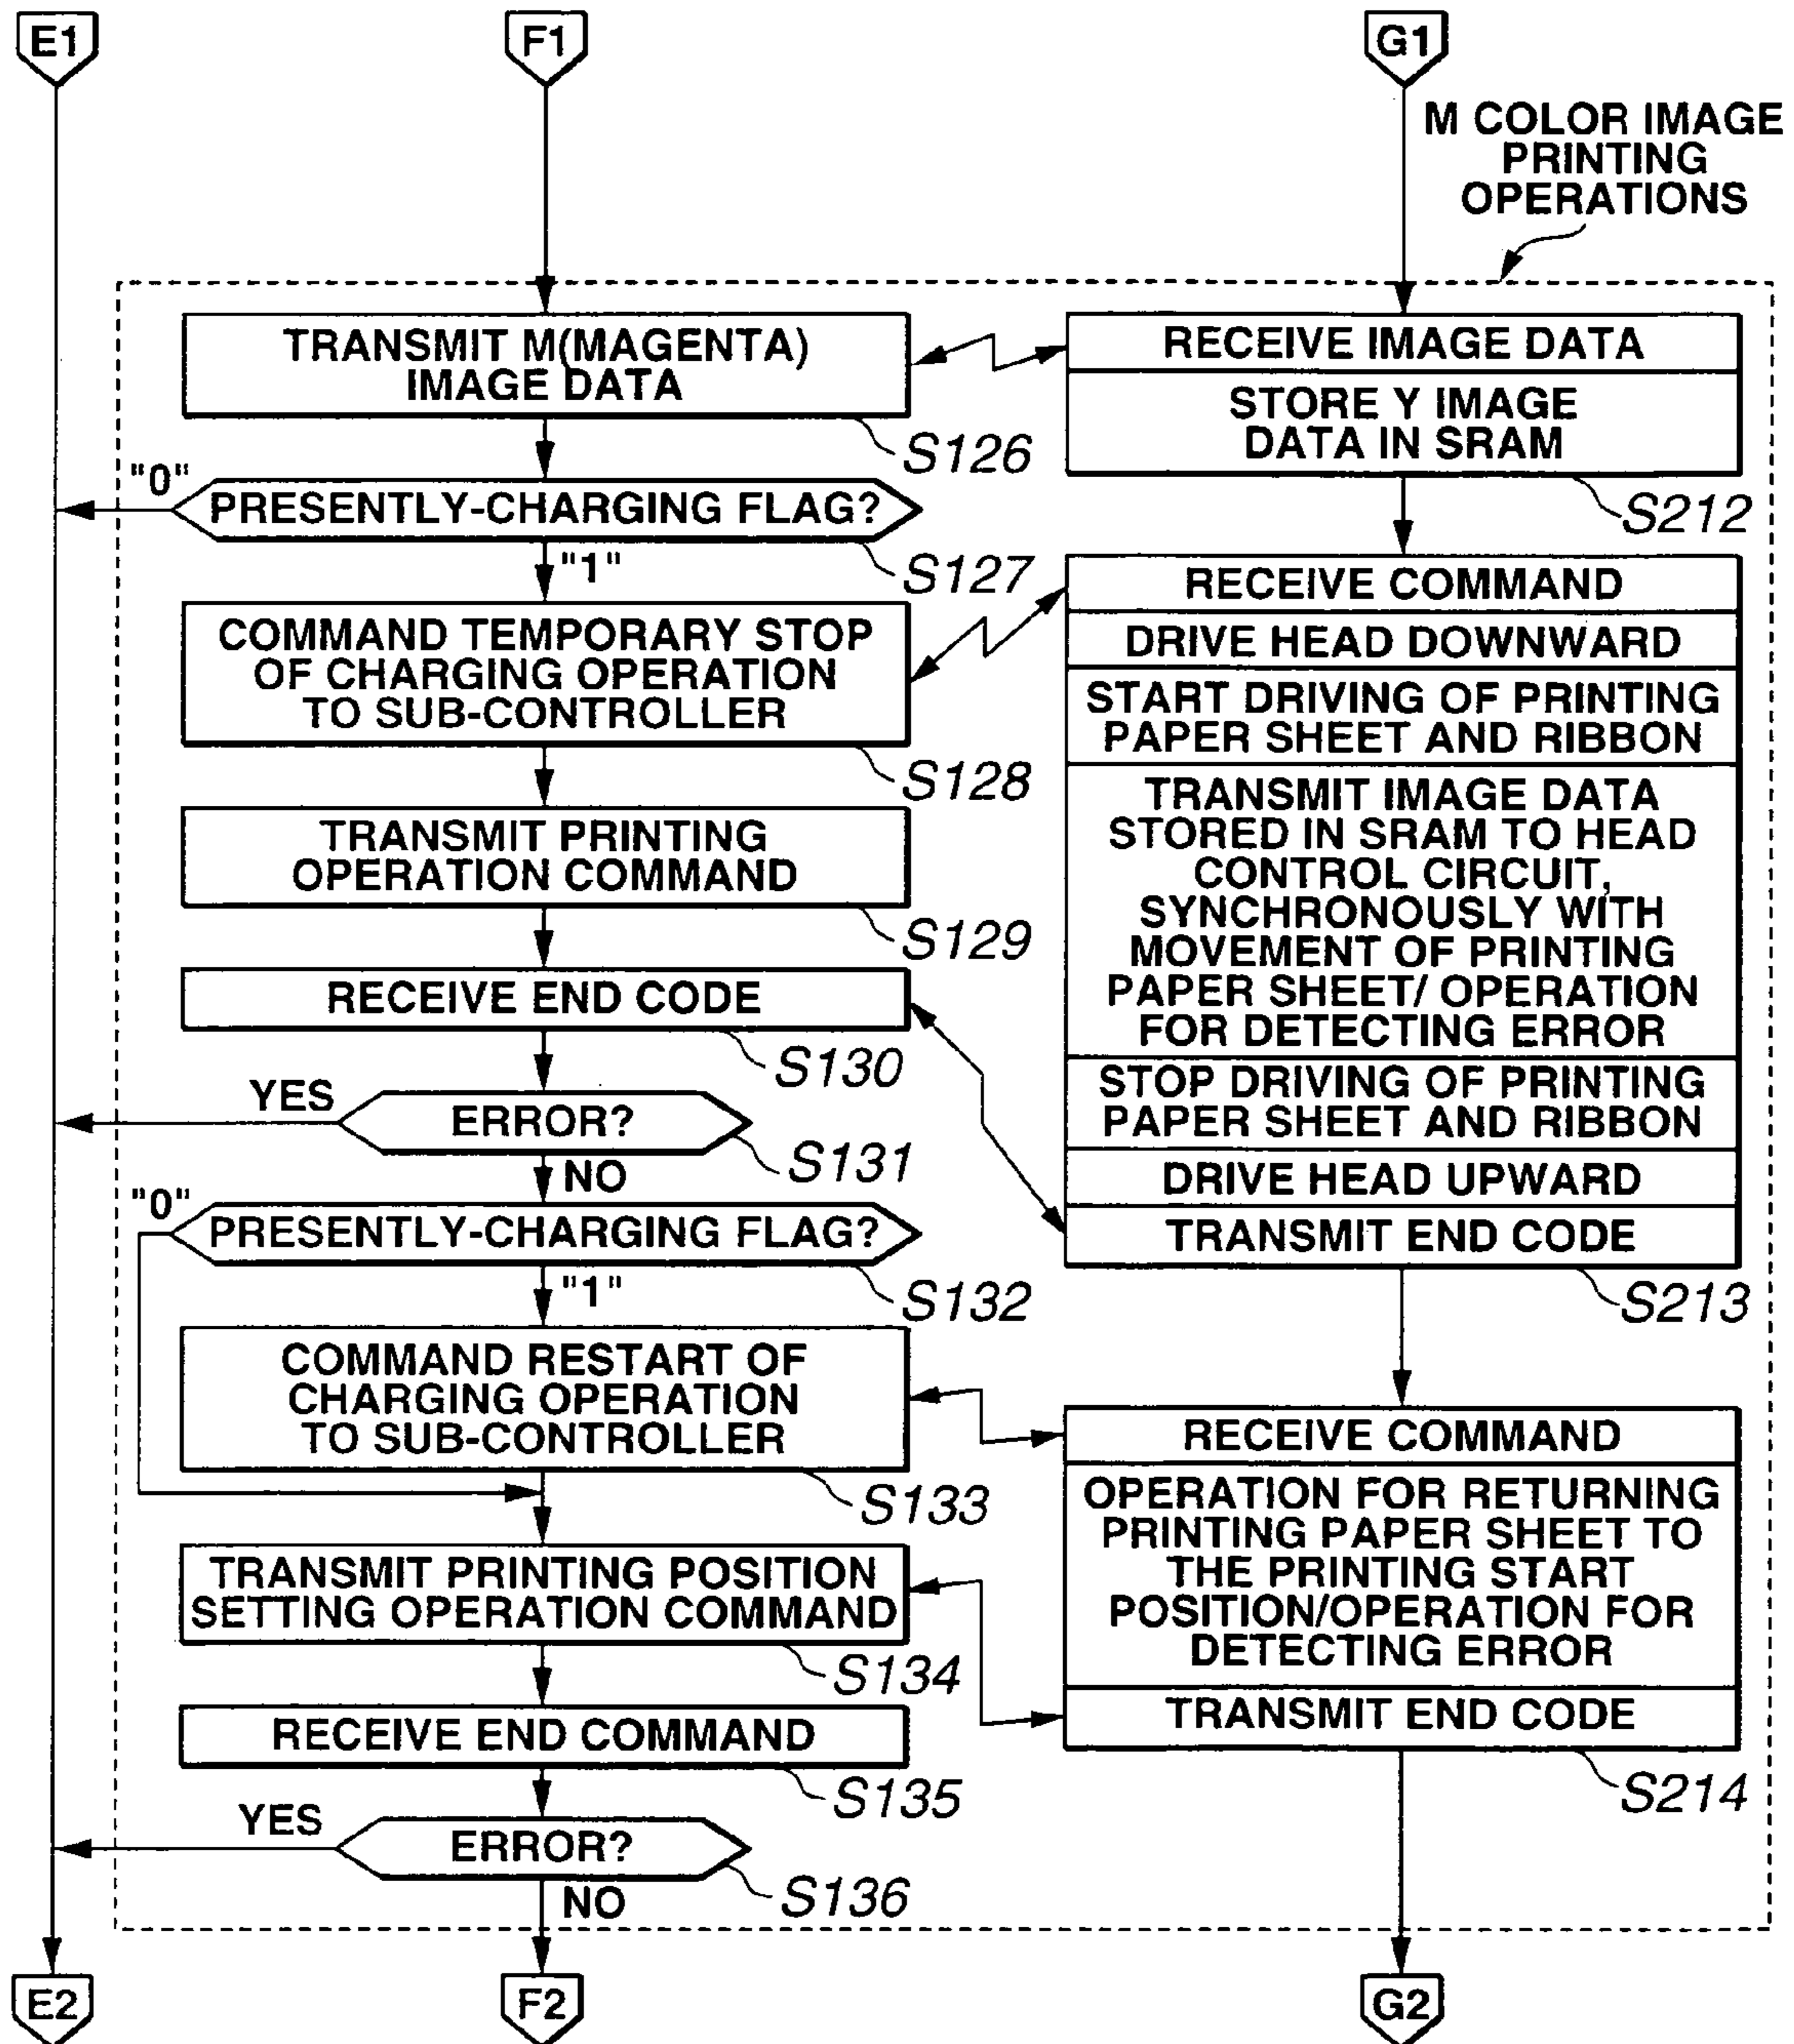 E1
F1
G1
M COLOR IMAGE
PRINTING
OPERATIONS
TRANSMIT M(MAGENTA)
IMAGE DATA
S126
RECEIVE IMAGE DATA
STORE Y IMAGE
DATA IN SRAM
S212
"0"
PRESENTLY-CHARGING FLAG?
S127
"1"
COMMAND TEMPORARY STOP
OF CHARGING OPERATION
TO SUB-CONTROLLER
S128
TRANSMIT PRINTING
OPERATION COMMAND
S129
RECEIVE END CODE
S130
YES
ERROR?
S131
NO
RECEIVE COMMAND
DRIVE HEAD DOWNWARD
START DRIVING OF PRINTING
PAPER SHEET AND RIBBON
TRANSMIT IMAGE DATA
STORED IN SRAM TO HEAD
CONTROL CIRCUIT,
SYNCHRONOUSLY WITH
MOVEMENT OF PRINTING
PAPER SHEET/ OPERATION
FOR DETECTING ERROR
STOP DRIVING OF PRINTING
PAPER SHEET AND RIBBON
DRIVE HEAD UPWARD
TRANSMIT END CODE
S213
"0"
PRESENTLY-CHARGING FLAG?
S132
"1"
COMMAND RESTART OF
CHARGING OPERATION
TO SUB-CONTROLLER
S133
TRANSMIT PRINTING POSITION
SETTING OPERATION COMMAND
S134
RECEIVE END COMMAND
S135
YES
ERROR?
S136
NO
RECEIVE COMMAND
OPERATION FOR RETURNING
PRINTING PAPER SHEET TO
THE PRINTING START
POSITION/OPERATION FOR
DETECTING ERROR
TRANSMIT END CODE
S214
E2
F2
G2